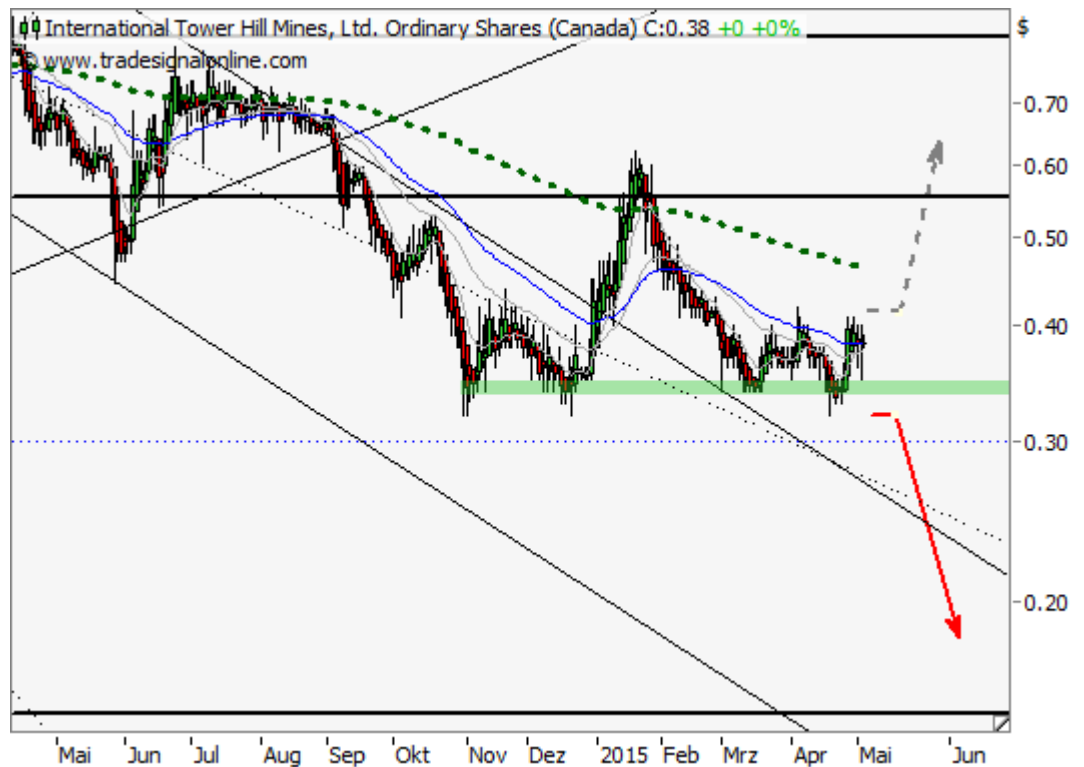 International Tower Hill Mines, Ltd. Ordinary Shares (Canada) C:0.38 +0 +0%
© www.tradesignalonline.com
$
0.70
0.60
0.50
0.40
0.30
0.20
Mai Jun Jul Aug Sep Okt Nov Dez 2015 Feb Mrz Apr Mai Jun